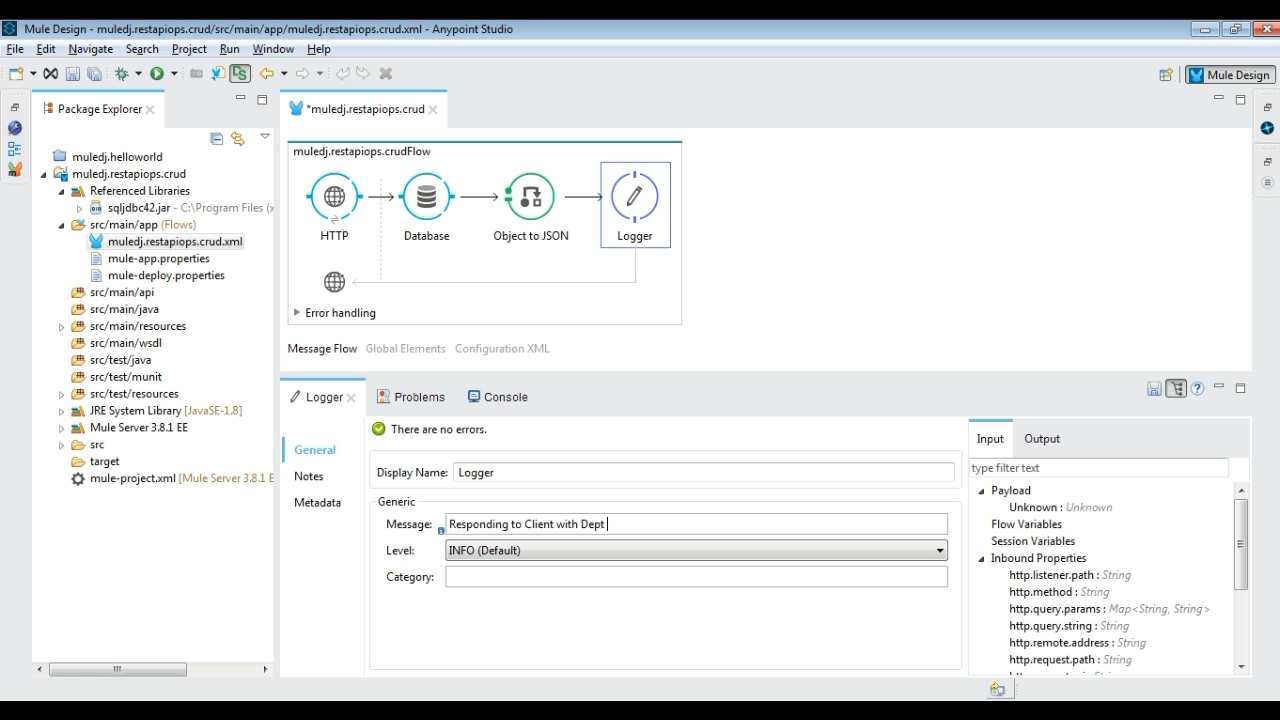 Mule Design - muledj.restapiops.crud/src/main/app/muledj.restapiops.crud.xml - Anypoint Studio
File Edit Navigate Search Project Run Window Help
Mule Design
Package Explorer
muledj.helloworld
muledj.restapiops.crud
Referenced Libraries
sqljdbc42.jar - C:\Program Files (x
src/main/app (Flows)
muledj.restapiops.crud.xml
mule-app.properties
mule-deploy.properties
src/main/api
src/main/java
src/main/resources
src/main/wsdl
src/test/java
src/test/munit
src/test/resources
JRE System Library [JavaSE-1.8]
Mule Server 3.8.1 EE
src
target
mule-project.xml [Mule Server 3.8.1 E
*muledj.restapiops.crud
muledj.restapiops.crudFlow
HTTP Database Object to JSON Logger
Error handling
Message Flow Global Elements Configuration XML
Logger Problems Console
There are no errors.
General
Notes
Metadata
Display Name: Logger
Generic
Message: Responding to Client with Dept
Level: INFO (Default)
Category:
Input Output
type filter text
Payload
Unknown : Unknown
Flow Variables
Session Variables
Inbound Properties
http.listener.path : String
http.method : String
http.query.params : Map<String, String>
http.query.string : String
http.remote.address : String
http.request.path : String